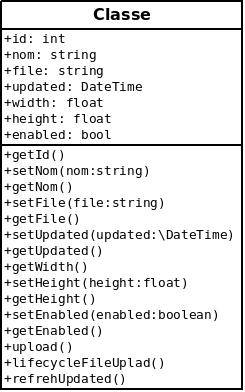 Classe
+id: int
+nom: string
+file: string
+updated: DateTime
+width: float
+height: float
+enabled: bool
+getId()
+setNom(nom:string)
+getNom()
+setFile(file:string)
+getFile()
+setUpdated(updated:\DateTime)
+getUpdated()
+getWidth()
+setHeight(height:float)
+getHeight()
+setEnabled(enabled:boolean)
+getEnabled()
+upload()
+lifecycleFileUplad()
+refrehUpdated()